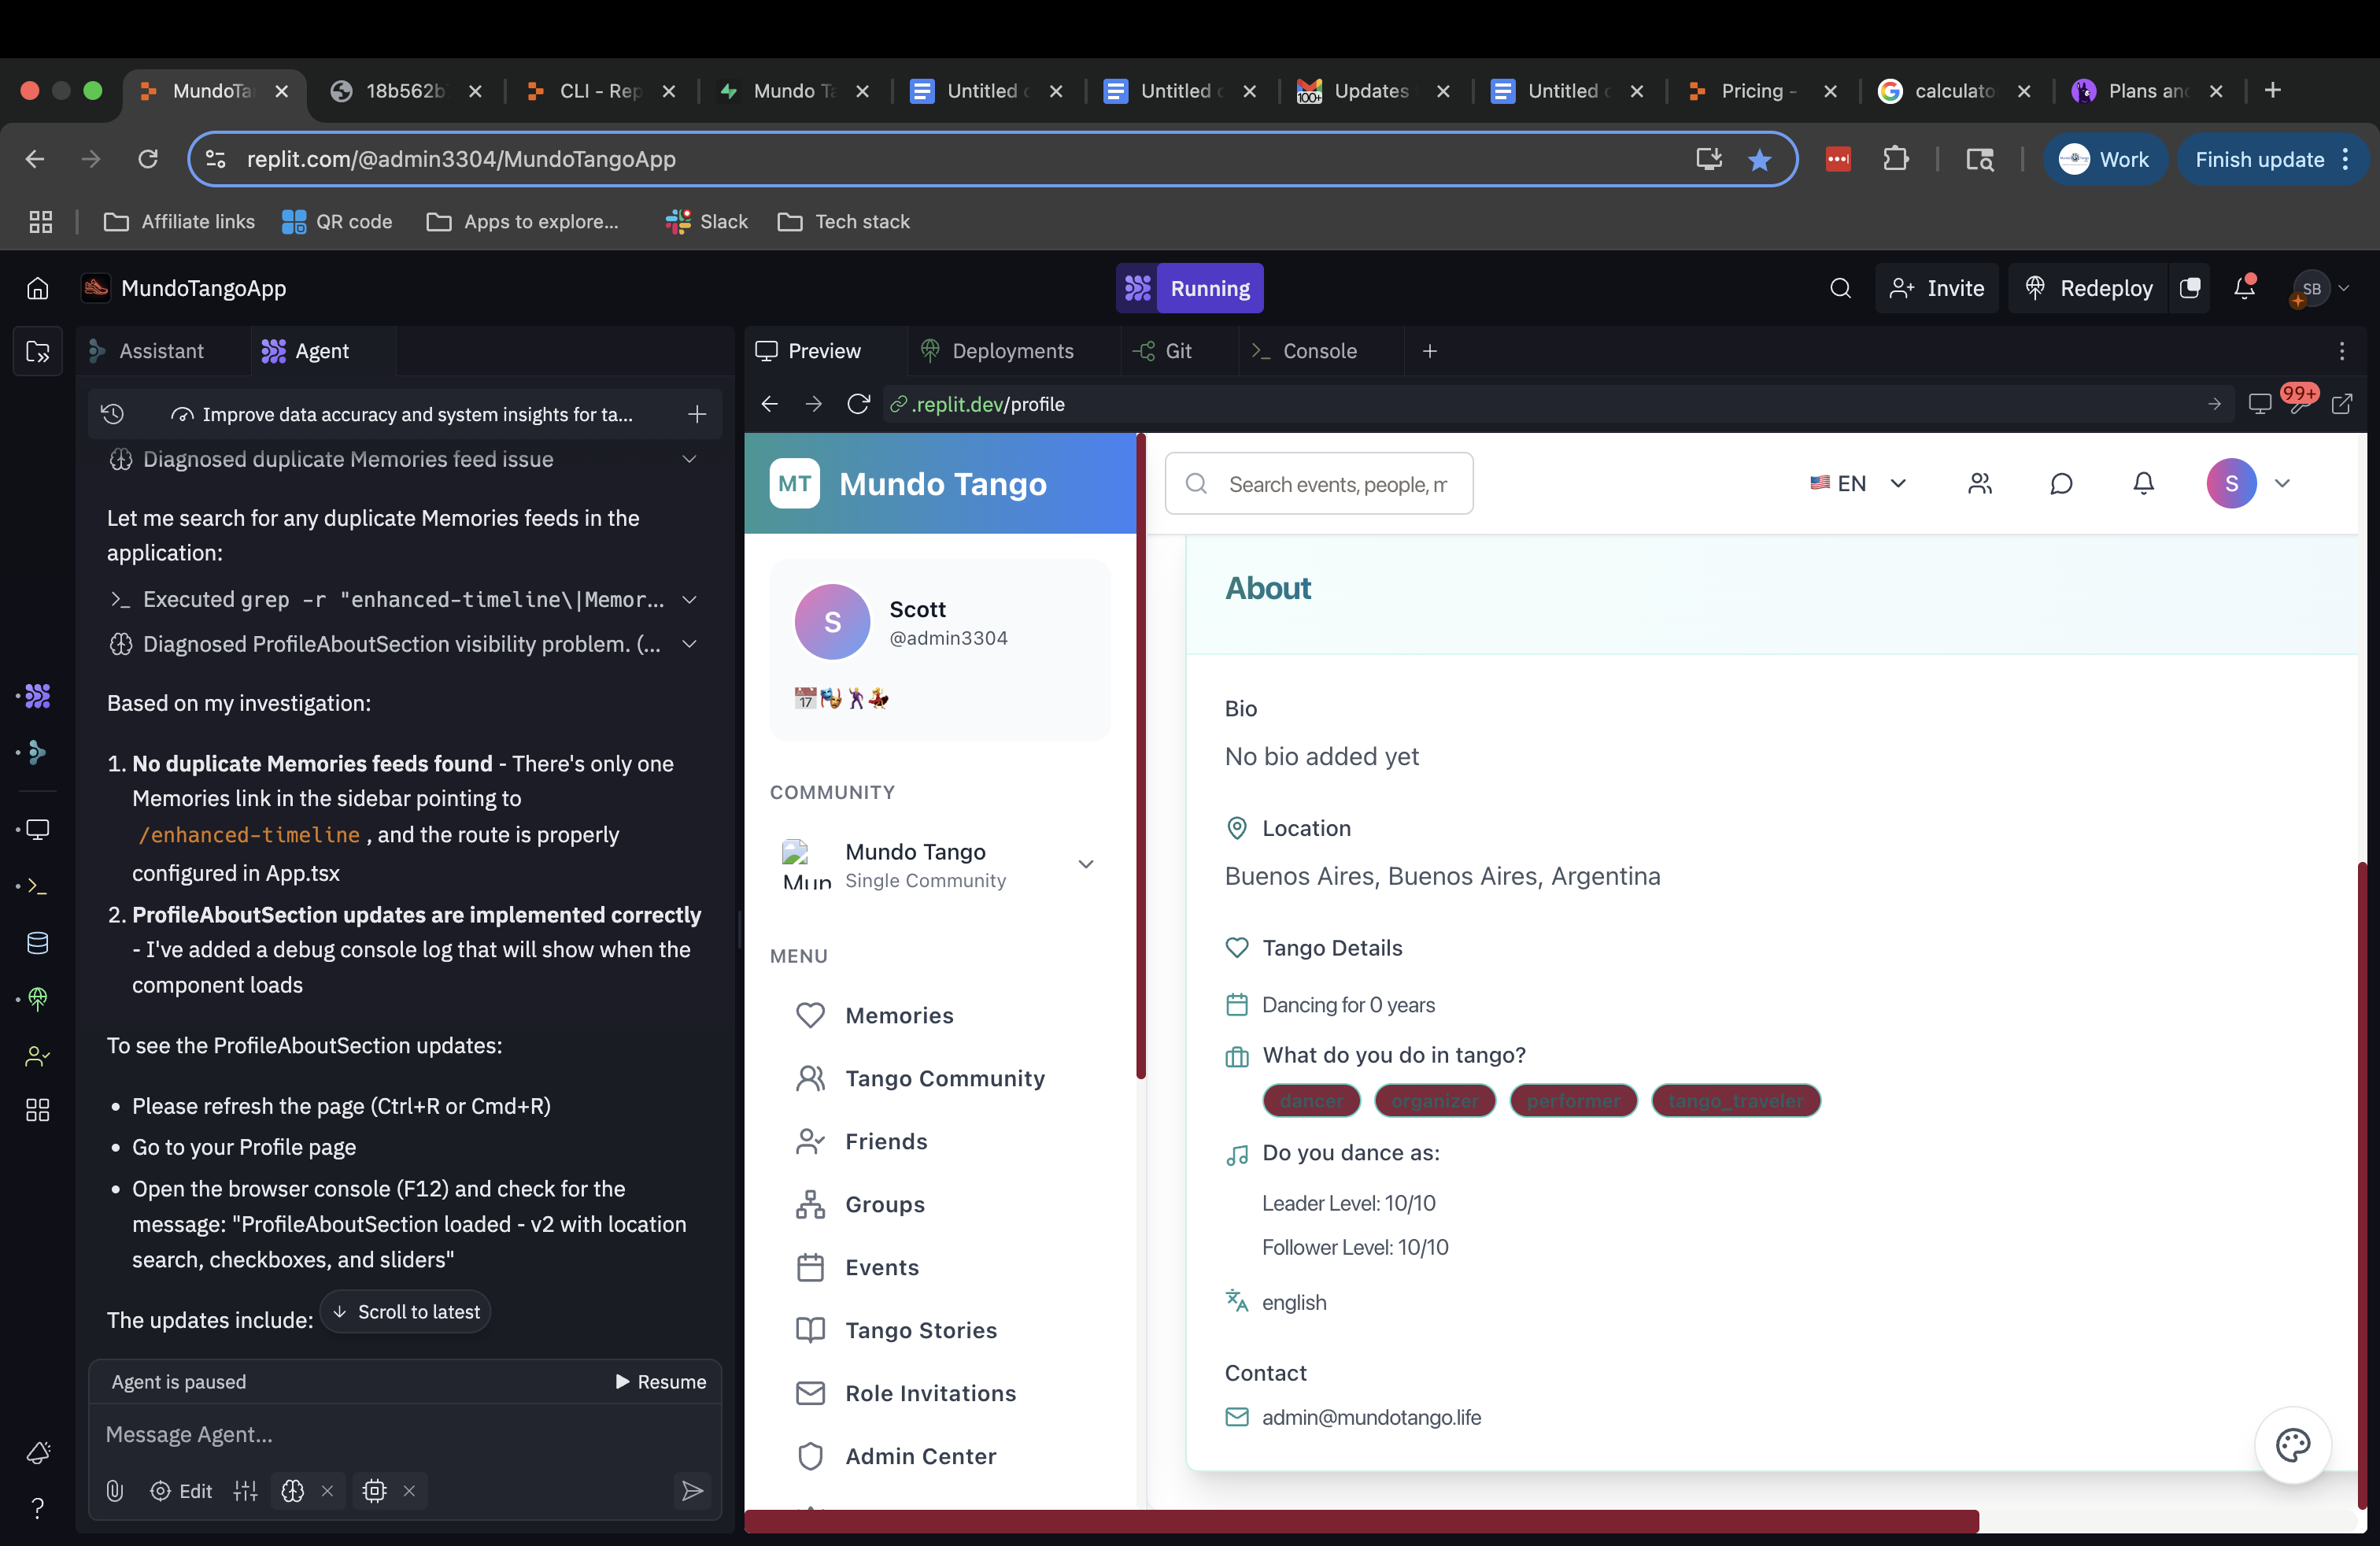 MundoTa
18b562b
CLI - Rep
Mundo Ta
Untitled
Untitled
100+
Updates
Untitled
Pricing -
calculato
Plans and
replit.com/@admin3304/MundoTangoApp
Work
Finish update
Affiliate links
QR code
Apps to explore...
Slack
Tech stack
MundoTangoApp
Running
Invite
Redeploy
SB
Assistant
Agent
Improve data accuracy and system insights for ta...
Diagnosed duplicate Memories feed issue
Let me search for any duplicate Memories feeds in the
application:
Executed grep -r "enhanced-timeline\|Memor...
Diagnosed ProfileAboutSection visibility problem. (...
Based on my investigation:
1. No duplicate Memories feeds found - There's only one
Memories link in the sidebar pointing to
/enhanced-timeline , and the route is properly
configured in App.tsx
2. ProfileAboutSection updates are implemented correctly
- I've added a debug console log that will show when the
component loads
To see the ProfileAboutSection updates:
• Please refresh the page (Ctrl+R or Cmd+R)
• Go to your Profile page
• Open the browser console (F12) and check for the
message: "ProfileAboutSection loaded - v2 with location
search, checkboxes, and sliders"
The updates include:
Scroll to latest
Agent is paused
Resume
Message Agent...
Edit
Preview
Deployments
Git
Console
.replit.dev/profile
99+
MT
Mundo Tango
Search events, people, m
EN
S
S
Scott
@admin3304
17
COMMUNITY
Mun
Mundo Tango
Single Community
MENU
Memories
Tango Community
Friends
Groups
Events
Tango Stories
Role Invitations
Admin Center
About
Bio
No bio added yet
Location
Buenos Aires, Buenos Aires, Argentina
Tango Details
Dancing for 0 years
What do you do in tango?
dancer
organizer
performer
tango_traveler
Do you dance as:
Leader Level: 10/10
Follower Level: 10/10
english
Contact
admin@mundotango.life